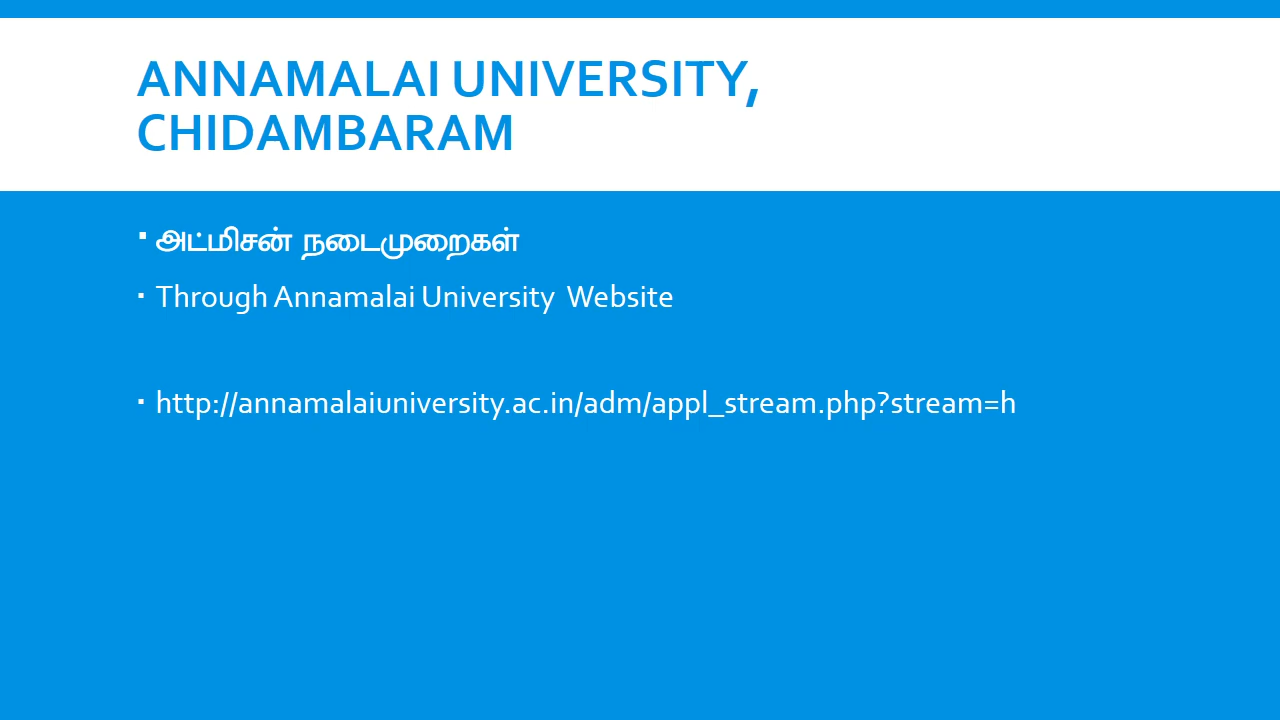 ANNAMALAI UNIVERSITY,
CHIDAMBARAM
▪ அட்மிசன் நடைமுறைகள்
▪ Through Annamalai University Website
▪ http://annamalaiuniversity.ac.in/adm/appl_stream.php?stream=h